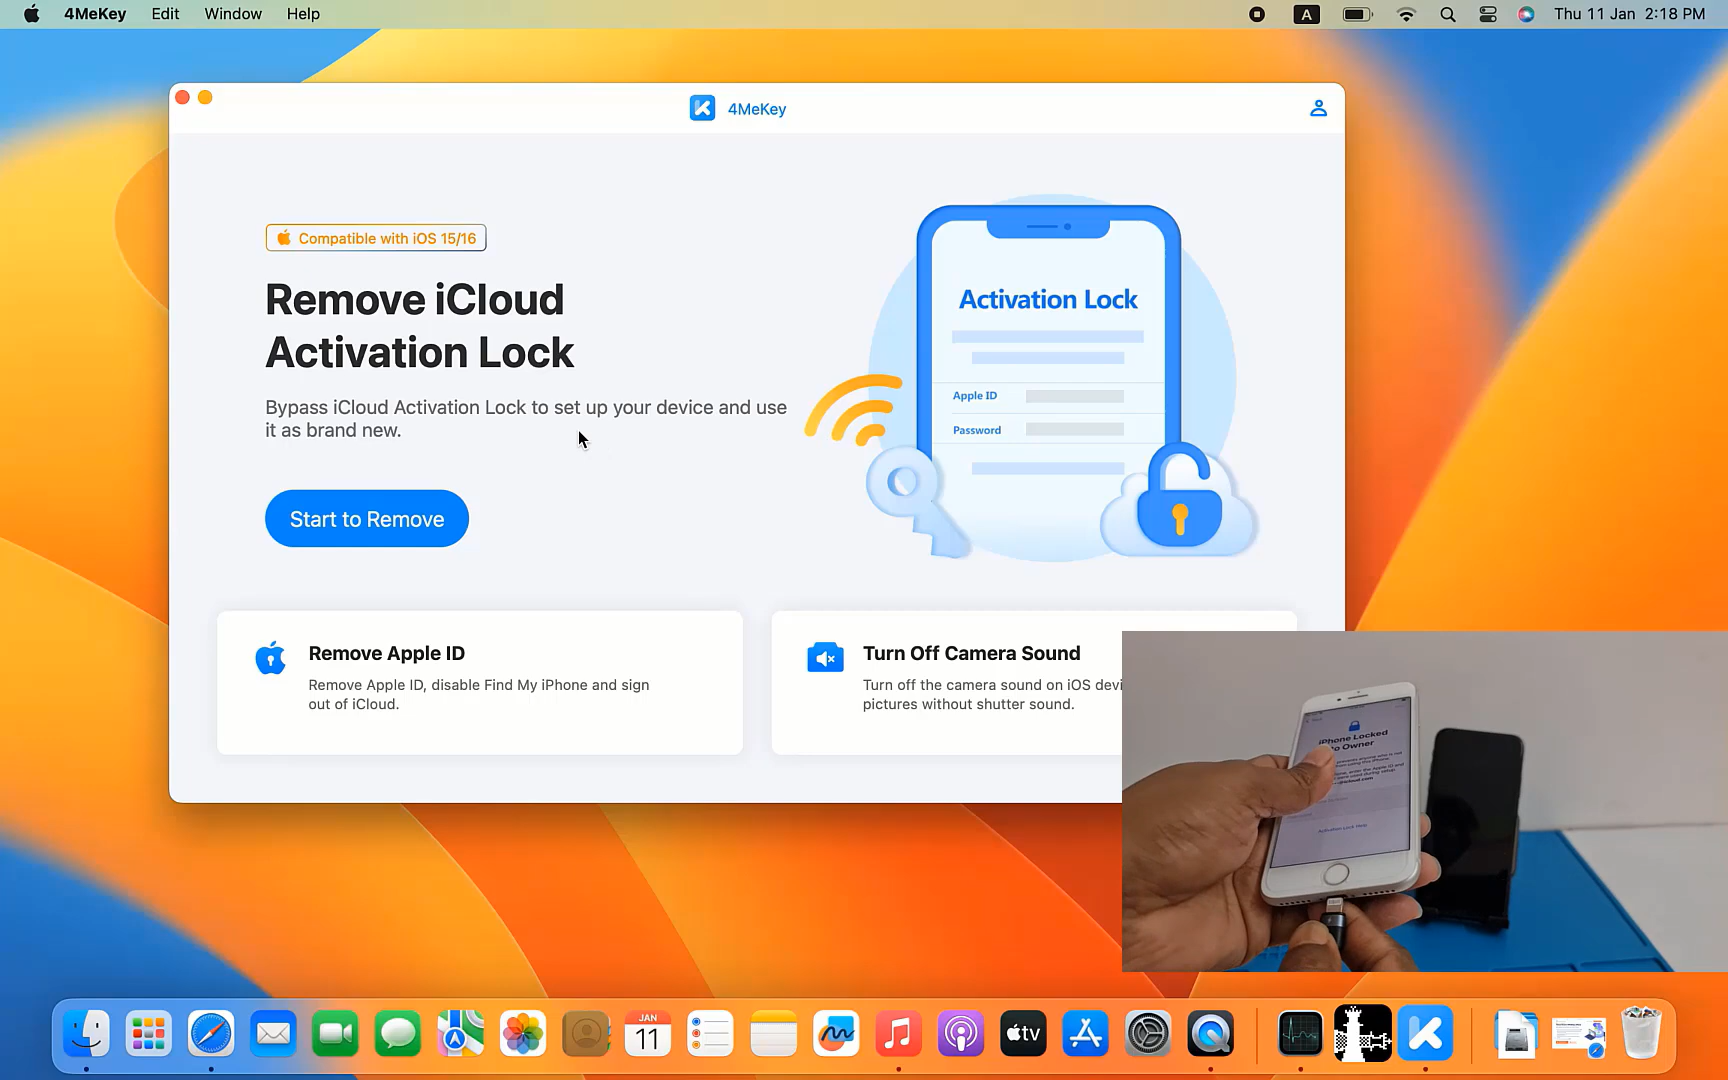 4MeKey Edit Window Help
A
Thu 11 Jan 2:18 PM
4MeKey
Compatible with iOS 15/16
Remove iCloud
Activation Lock
Bypass iCloud Activation Lock to set up your device and use
it as brand new.
Start to Remove
Activation Lock
Apple ID
Password
Remove Apple ID
Remove Apple ID, disable Find My iPhone and sign
out of iCloud.
Turn Off Camera Sound
Turn off the camera sound on iOS devi
pictures without shutter sound.
iPhone Locked
to Owner
Activation Lock Help
JAN
11
tv